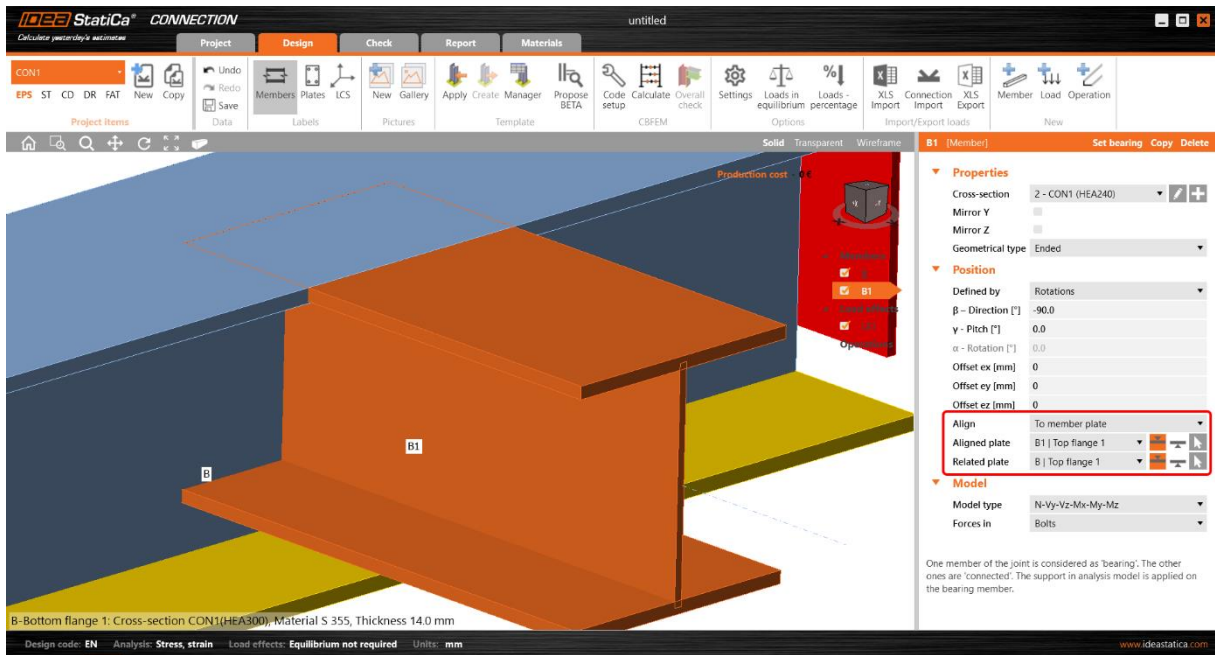 IDEA StatiCa® CONNECTION
untitled
Calculate yesterday's estimates
Project Design Check Report Materials
CON1
EPS ST CD DR FAT New Copy
Undo
Redo
Save
Members Plates LCS
New Gallery
Apply Create Manager Propose BETA
Code setup Calculate Overall check
Settings Loads in equilibrium Loads - percentage
XLS Import Connection Import XLS Export
Member Load Operation
Project items Data Labels Pictures Template CBFEM Options Import/Export loads New
Solid Transparent Wireframe
B1 [Member] Set bearing Copy Delete
Production cost - 0 €
Properties
Cross-section 2 - CON1 (HEA240)
Mirror Y
Mirror Z
Geometrical type Ended
Position
Defined by Rotations
β – Direction [°] -90.0
γ - Pitch [°] 0.0
α - Rotation [°] 0.0
Offset ex [mm] 0
Offset ey [mm] 0
Offset ez [mm] 0
Align To member plate
Aligned plate B1 | Top flange 1
Related plate B | Top flange 1
Model
Model type N-Vy-Vz-Mx-My-Mz
Forces in Bolts
One member of the joint is considered as 'bearing'. The other
ones are 'connected'. The support in analysis model is applied on
the bearing member.
B1
B1
B
B-Bottom flange 1: Cross-section CON1(HEA300), Material S 355, Thickness 14.0 mm
Design code: EN Analysis: Stress, strain Load effects: Equilibrium not required Units: mm
www.ideastatica.com